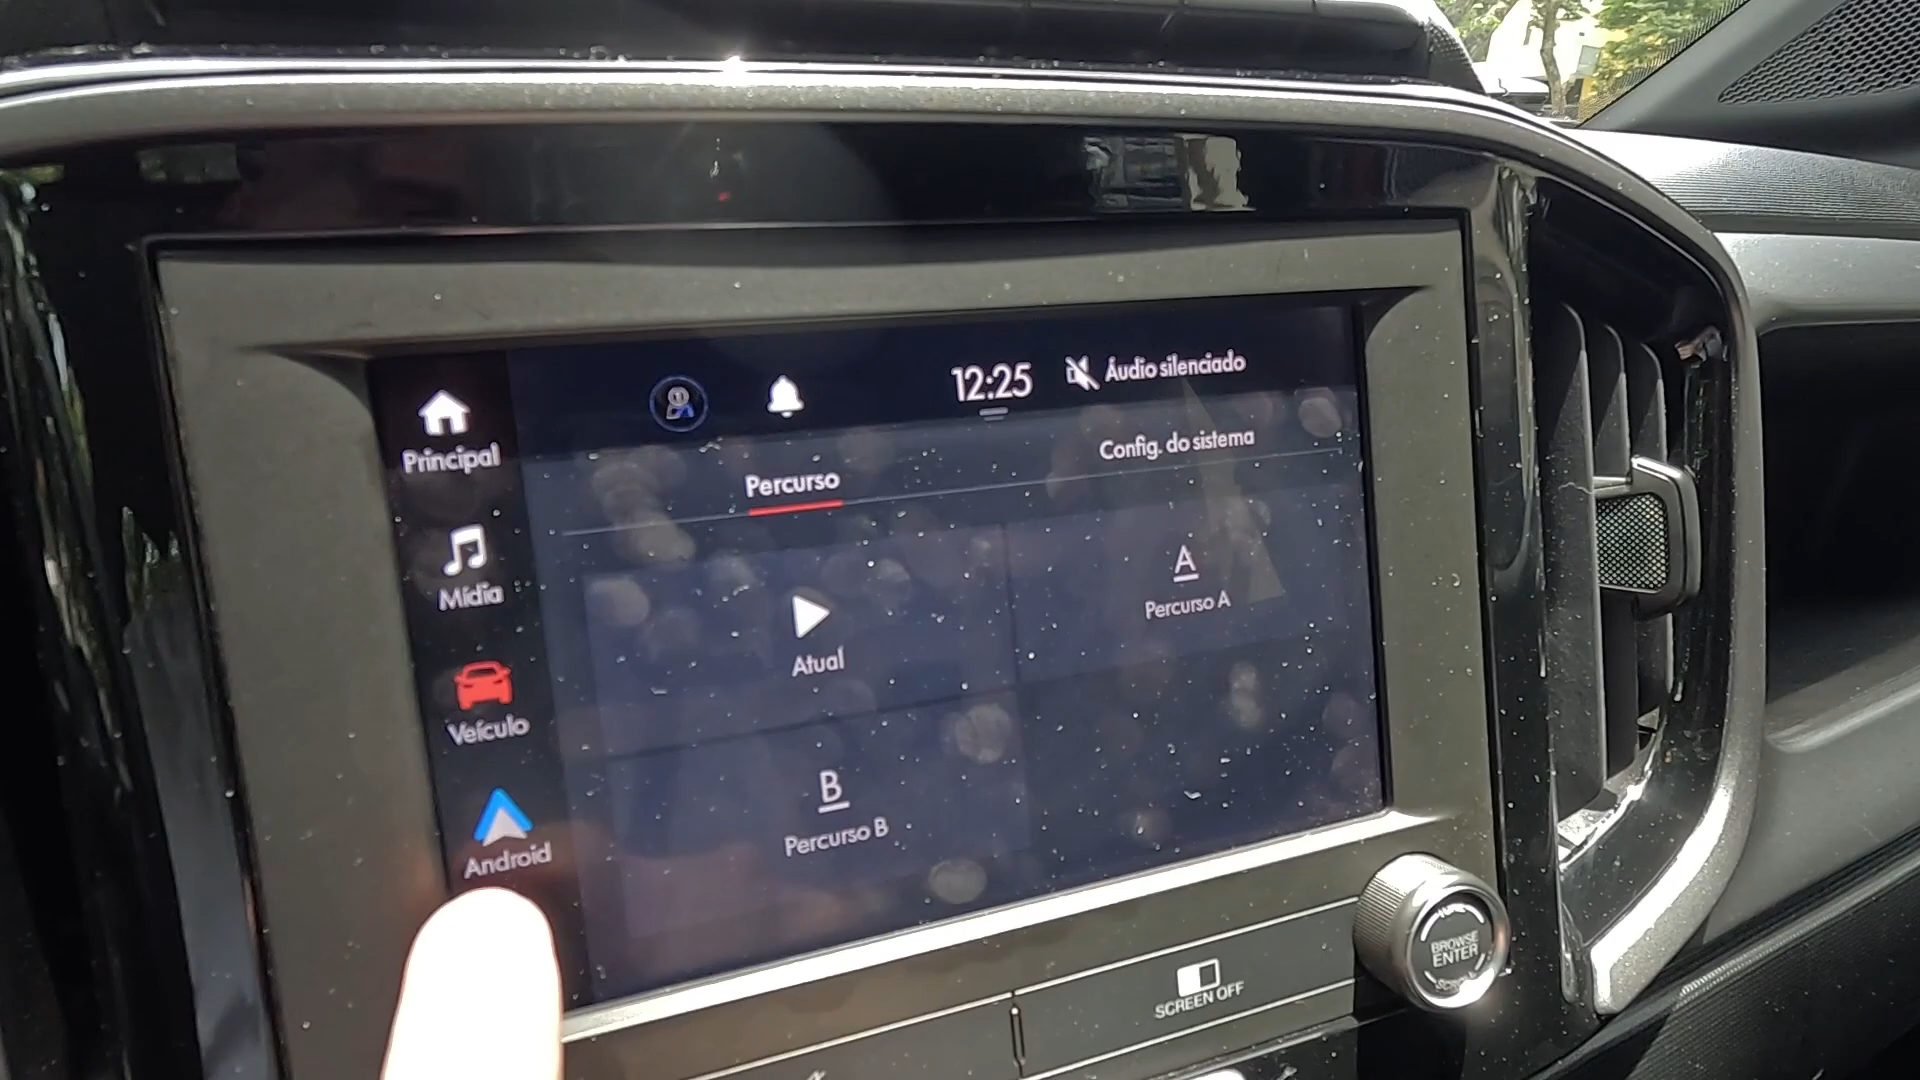 12:25
Áudio silenciado
Principal
Percurso
Config. do sistema
Mídia
Atual
A
Percurso A
Veículo
B
Percurso B
Android
SCREEN OFF
BROWSE
ENTER
SCROLL